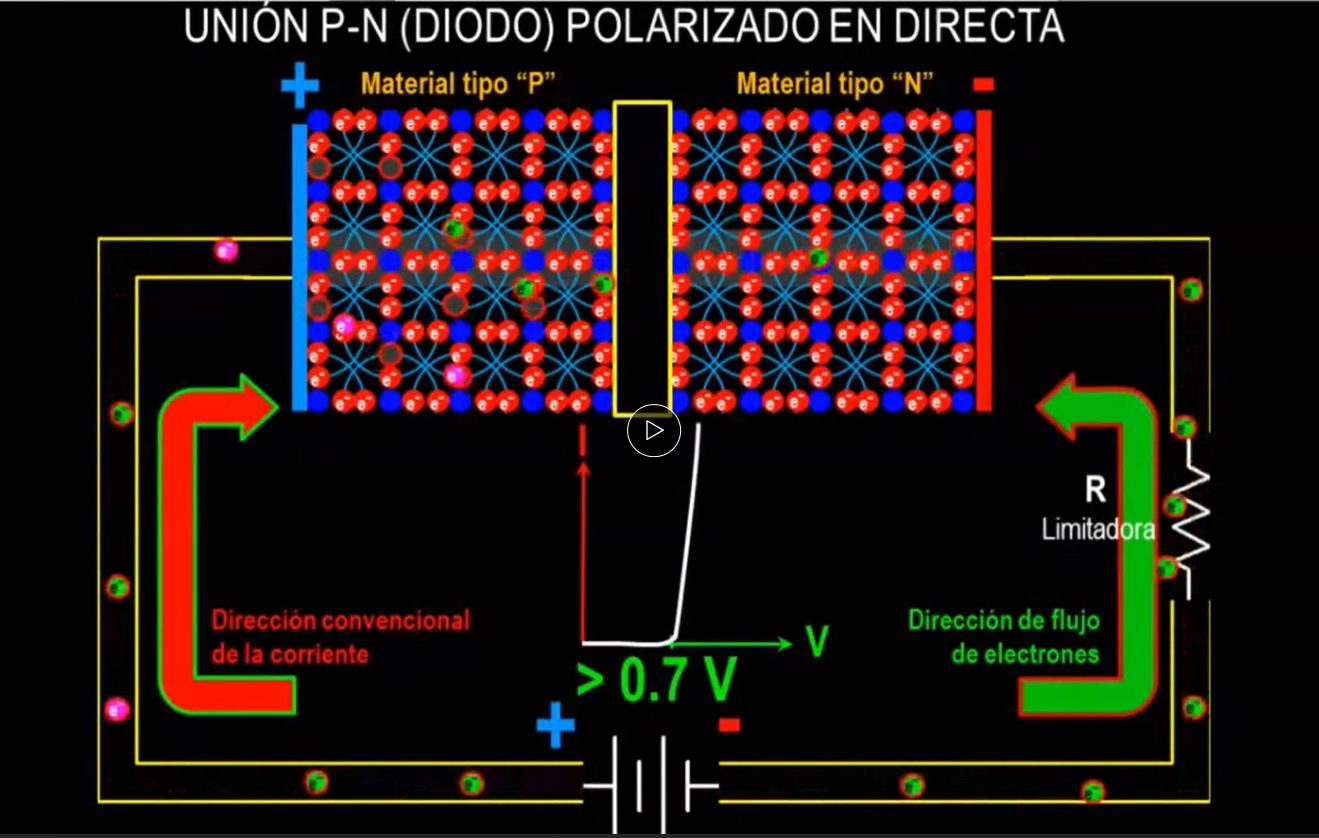 UNIÓN P-N (DIODO) POLARIZADO EN DIRECTA
+ Material tipo “P” Material tipo “N” -
I
R
Limitadora
Dirección convencional
de la corriente
Dirección de flujo
de electrones
V
> 0.7 V
+ -